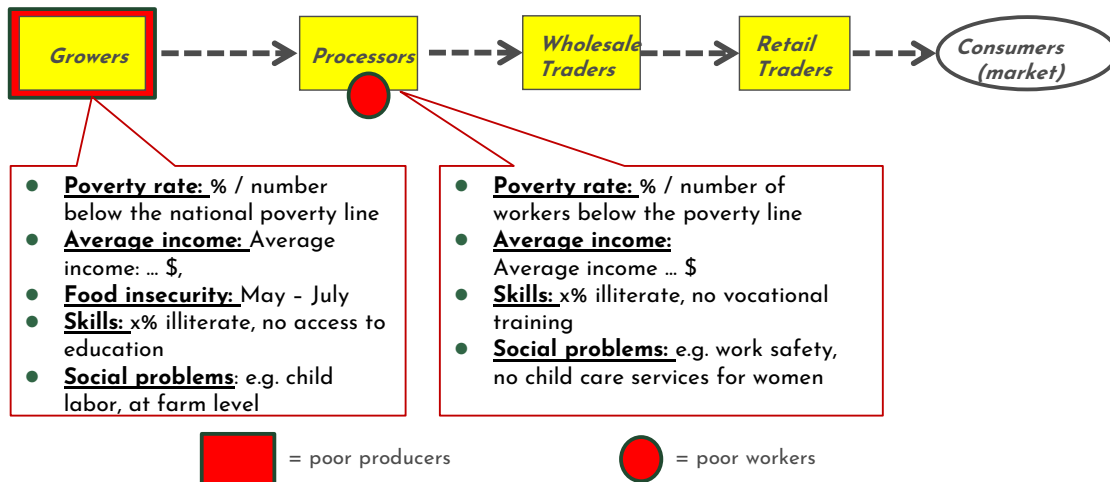 Growers
Processors
Wholesale
Traders
Retail
Traders
Consumers
(market)
Poverty rate: % / number
below the national poverty line
Average income: Average
income: … $,
Food insecurity: May – July
Skills: x% illiterate, no access to
education
Social problems: e.g. child
labor, at farm level
Poverty rate: % / number of
workers below the poverty line
Average income:
Average income … $
Skills: x% illiterate, no vocational
training
Social problems: e.g. work safety,
no child care services for women
= poor producers
= poor workers